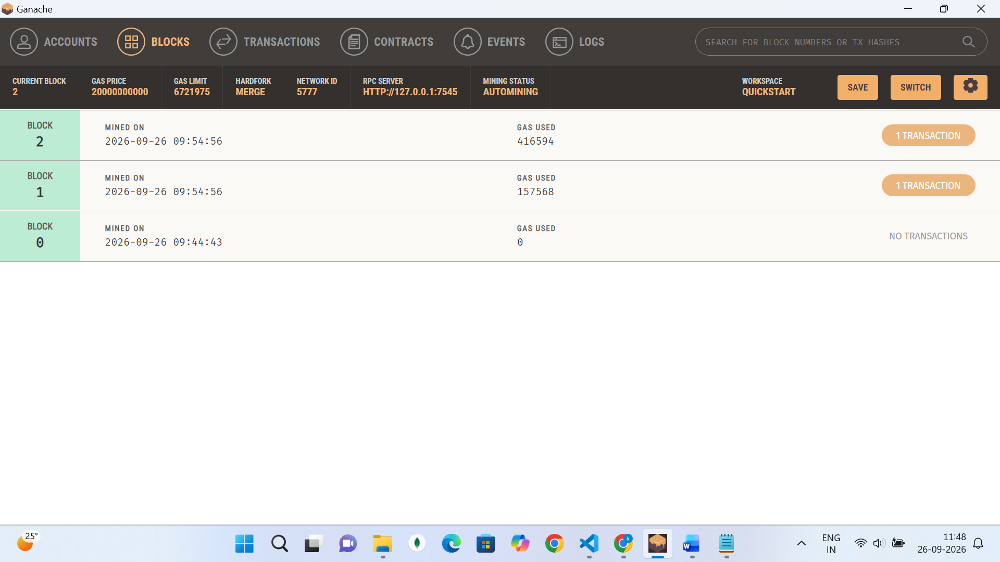 Ganache
ACCOUNTS BLOCKS TRANSACTIONS CONTRACTS EVENTS LOGS SEARCH FOR BLOCK NUMBERS OR TX HASHES
CURRENT BLOCK GAS PRICE GAS LIMIT HARDFORK NETWORK ID RPC SERVER MINING STATUS WORKSPACE
2 20000000000 6721975 MERGE 5777 HTTP://127.0.0.1:7545 AUTOMINING QUICKSTART SAVE SWITCH
BLOCK MINED ON GAS USED
2 2026-09-26 09:54:56 416594 1 TRANSACTION
BLOCK MINED ON GAS USED
1 2026-09-26 09:54:56 157568 1 TRANSACTION
BLOCK MINED ON GAS USED
0 2026-09-26 09:44:43 0 NO TRANSACTIONS
25° ENG 11:48
IN 26-09-2026